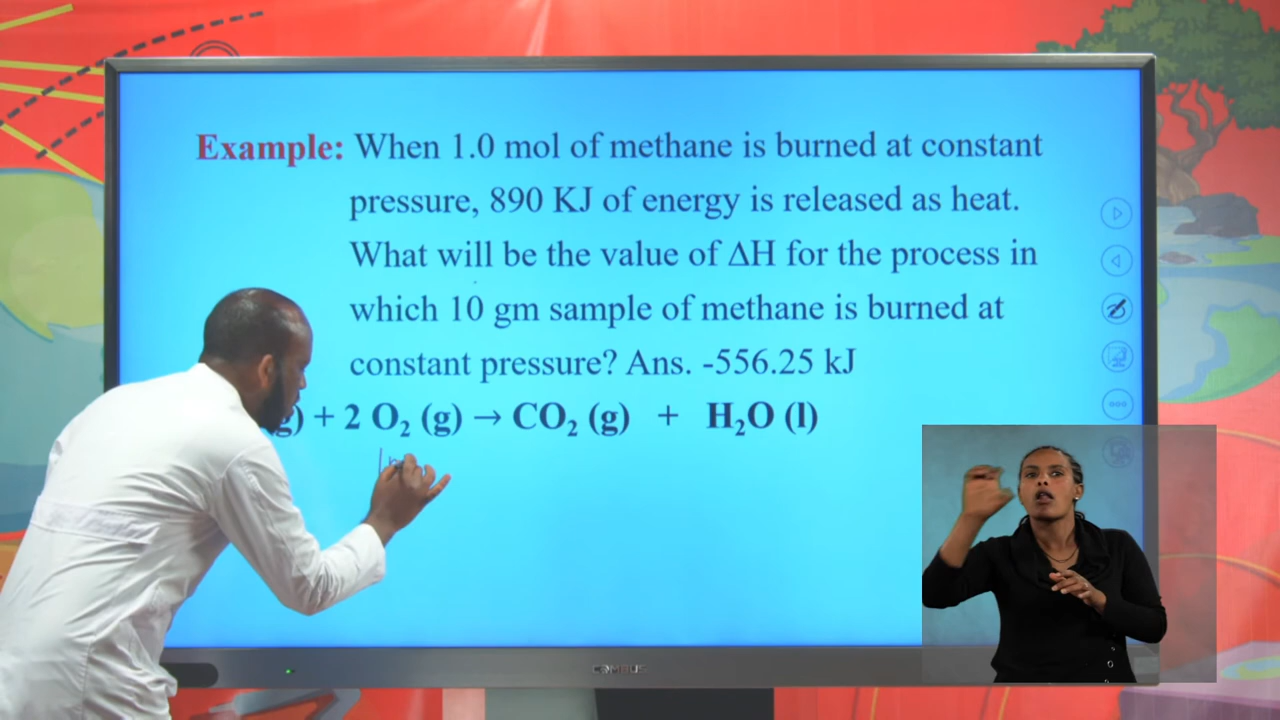 Example: When 1.0 mol of methane is burned at constant
pressure, 890 KJ of energy is released as heat.
What will be the value of ΔH for the process in
which 10 gm sample of methane is burned at
constant pressure? Ans. -556.25 kJ
g) + 2 O₂ (g) → CO₂ (g) + H₂O (l)